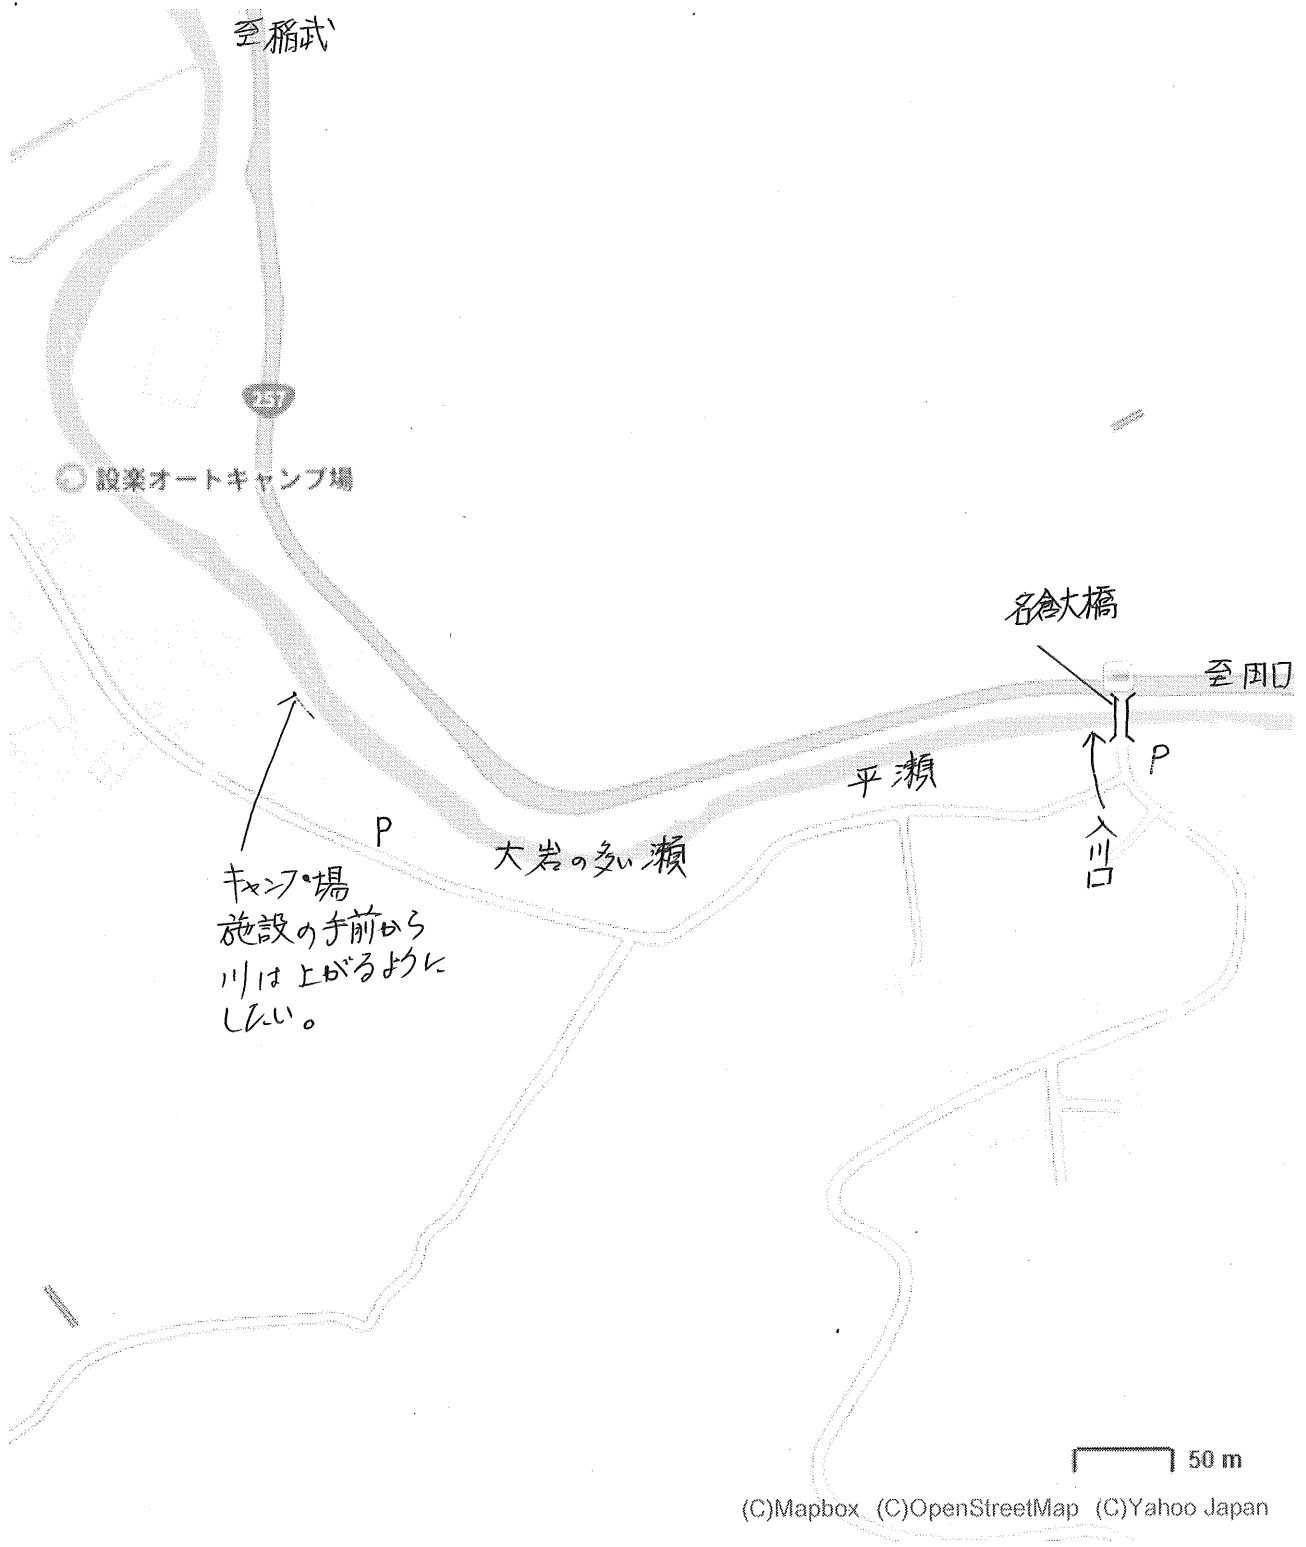 至稲武
257
設楽オートキャンプ場
名倉大橋
至田口
P
平瀬
入川口
P
大岩の多い瀬
キャンプ場
施設の手前から
川は上がるように
したい。
50 m
(C)Mapbox (C)OpenStreetMap (C)Yahoo Japan